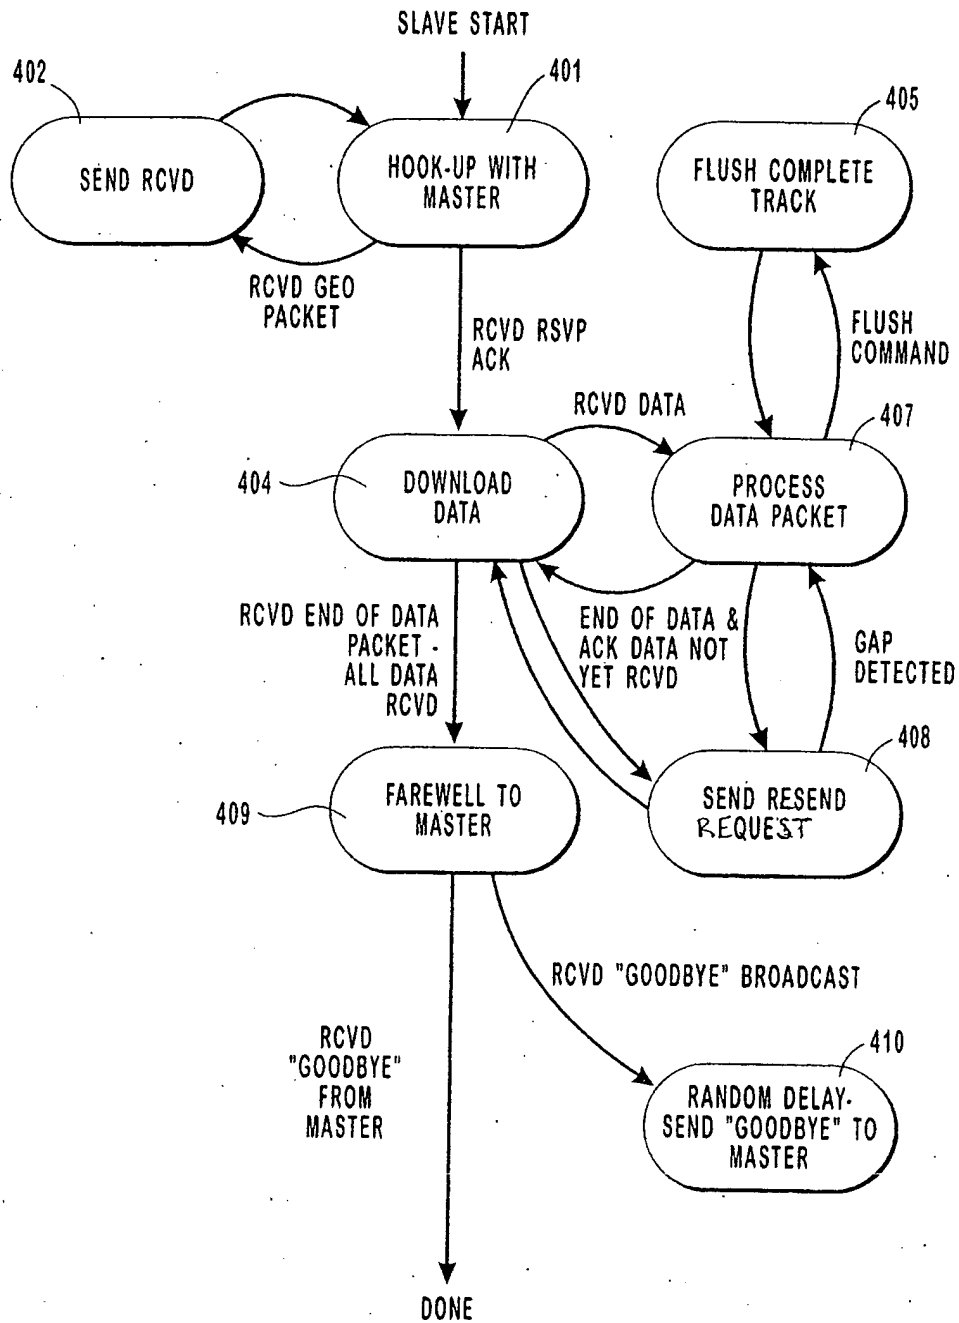 SLAVE START
402
401
405
SEND RCVD
HOOK-UP WITH
MASTER
FLUSH COMPLETE
TRACK
RCVD GEO
PACKET
RCVD RSVP
ACK
FLUSH
COMMAND
RCVD DATA
407
404
DOWNLOAD
DATA
PROCESS
DATA PACKET
RCVD END OF DATA
PACKET -
ALL DATA
RCVD
END OF DATA &
ACK DATA NOT
YET RCVD
GAP
DETECTED
408
409
FAREWELL TO
MASTER
SEND RESEND
REQUEST
RCVD "GOODBYE" BROADCAST
RCVD
"GOODBYE"
FROM
MASTER
410
RANDOM DELAY-
SEND "GOODBYE" TO
MASTER
DONE